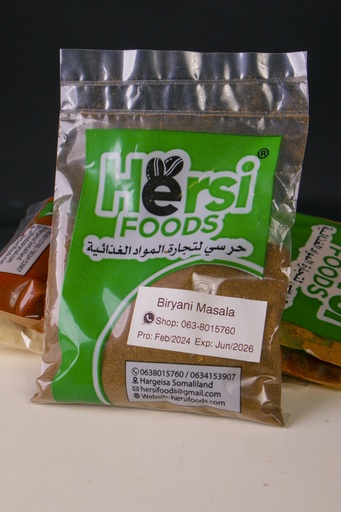 Hersi®
FOODS
حرسي لتجارة المواد الغذائية
Biryani Masala
Shop: 063-8015760
Pro: Feb/2024 Exp: Jun/2026
0638015760 / 0634153907
Hargeisa Somaliland
hersifoods@gmail.com
Website:hersifoods.com
FOODS